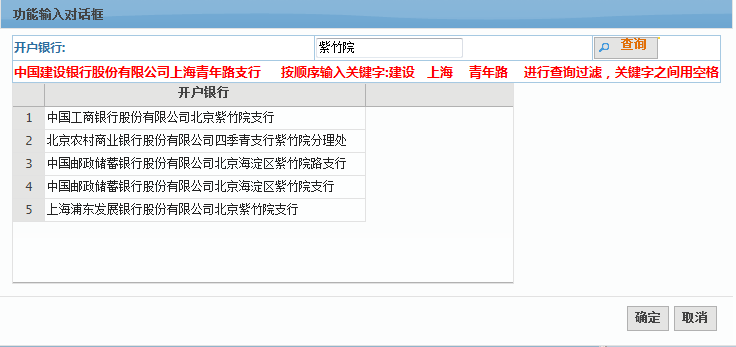 功能输入对话框
开户银行: 紫竹院 查询
中国建设银行股份有限公司上海青年路支行 按顺序输入关键字:建设 上海 青年路 进行查询过滤，关键字之间用空格
开户银行
1 中国工商银行股份有限公司北京紫竹院支行
2 北京农村商业银行股份有限公司四季青支行紫竹院分理处
3 中国邮政储蓄银行股份有限公司北京海淀区紫竹院路支行
4 中国邮政储蓄银行股份有限公司北京海淀区紫竹院支行
5 上海浦东发展银行股份有限公司北京紫竹院支行
确定 取消